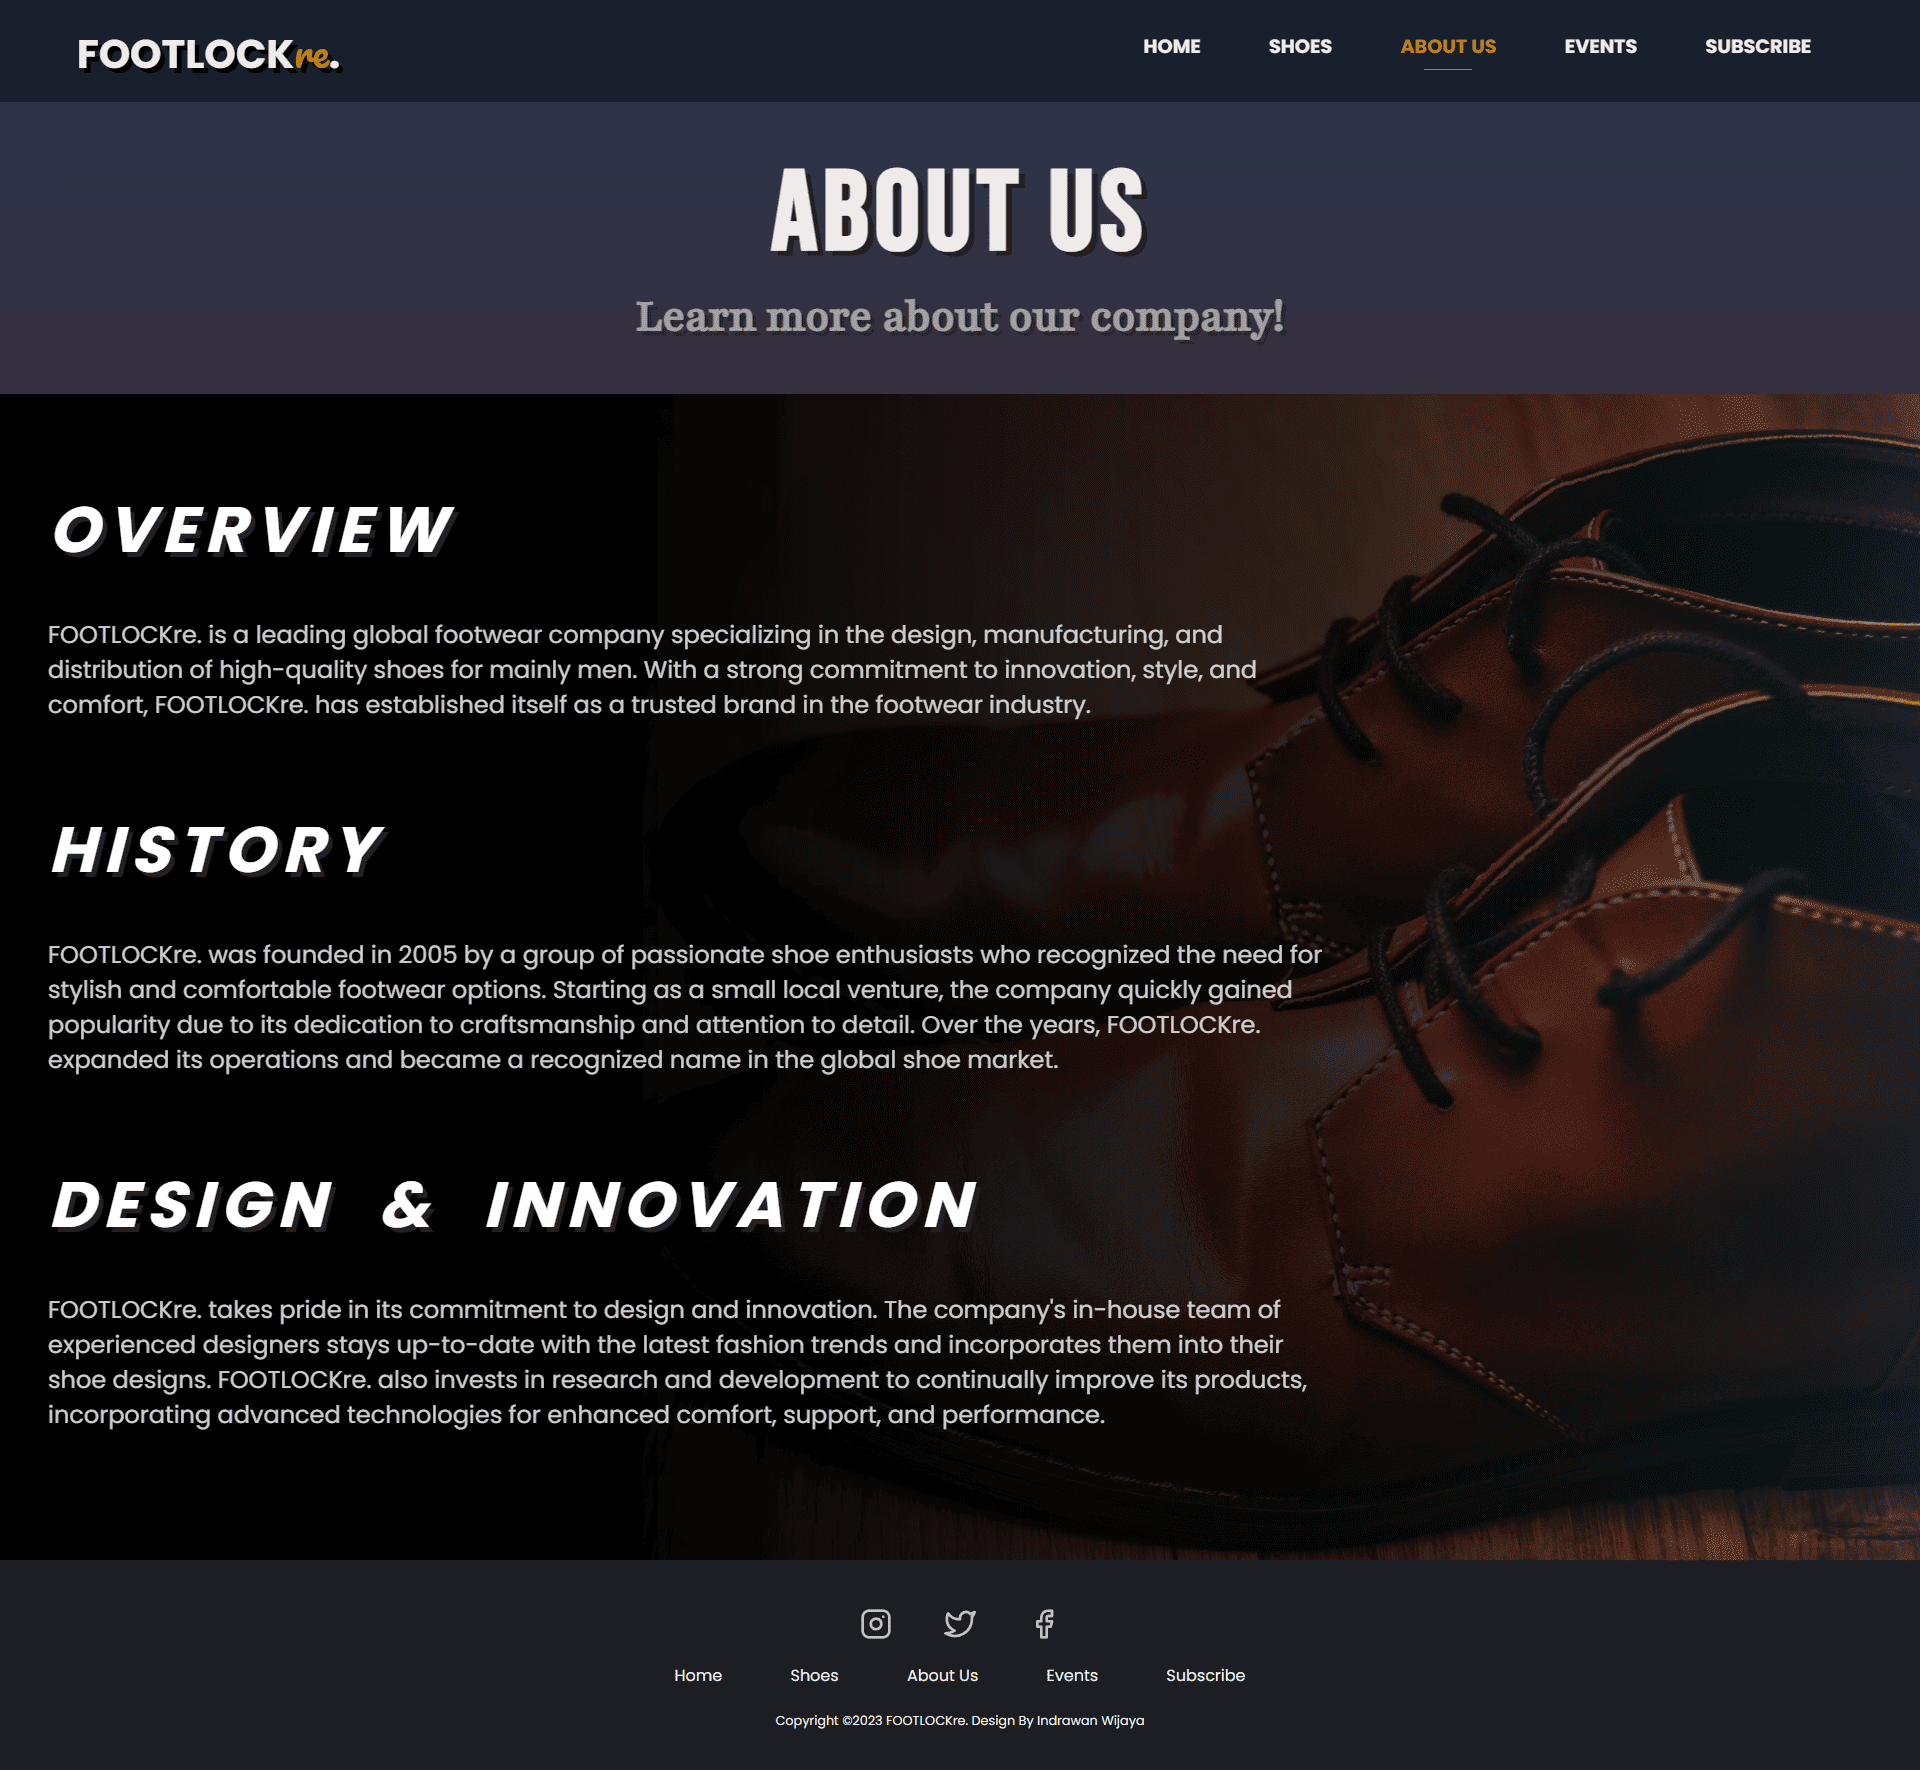 FOOTLOCKre.
HOME SHOES ABOUT US EVENTS SUBSCRIBE
ABOUT US
Learn more about our company!
OVERVIEW
FOOTLOCKre. is a leading global footwear company specializing in the design, manufacturing, and
distribution of high-quality shoes for mainly men. With a strong commitment to innovation, style, and
comfort, FOOTLOCKre. has established itself as a trusted brand in the footwear industry.
HISTORY
FOOTLOCKre. was founded in 2005 by a group of passionate shoe enthusiasts who recognized the need for
stylish and comfortable footwear options. Starting as a small local venture, the company quickly gained
popularity due to its dedication to craftsmanship and attention to detail. Over the years, FOOTLOCKre.
expanded its operations and became a recognized name in the global shoe market.
DESIGN & INNOVATION
FOOTLOCKre. takes pride in its commitment to design and innovation. The company's in-house team of
experienced designers stays up-to-date with the latest fashion trends and incorporates them into their
shoe designs. FOOTLOCKre. also invests in research and development to continually improve its products,
incorporating advanced technologies for enhanced comfort, support, and performance.
Home Shoes About Us Events Subscribe
Copyright ©2023 FOOTLOCKre. Design By Indrawan Wijaya